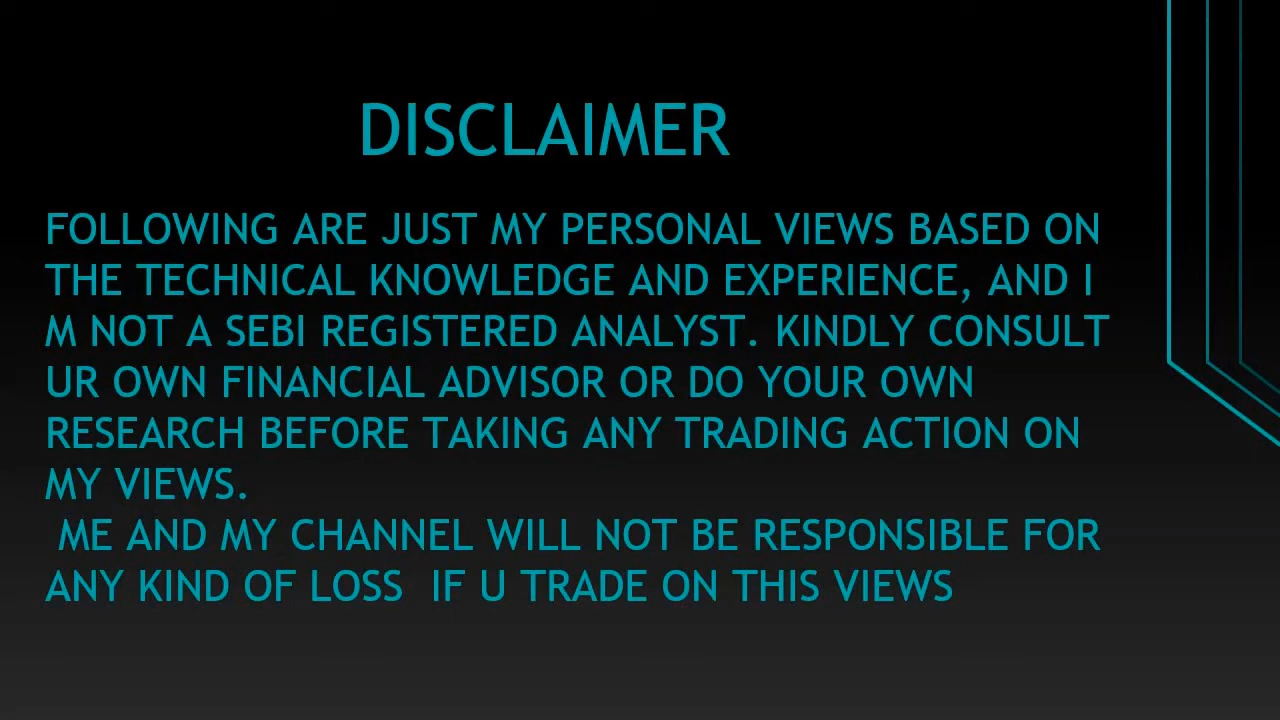 DISCLAIMER
FOLLOWING ARE JUST MY PERSONAL VIEWS BASED ON
THE TECHNICAL KNOWLEDGE AND EXPERIENCE, AND I
M NOT A SEBI REGISTERED ANALYST. KINDLY CONSULT
UR OWN FINANCIAL ADVISOR OR DO YOUR OWN
RESEARCH BEFORE TAKING ANY TRADING ACTION ON
MY VIEWS.
ME AND MY CHANNEL WILL NOT BE RESPONSIBLE FOR
ANY KIND OF LOSS  IF U TRADE ON THIS VIEWS